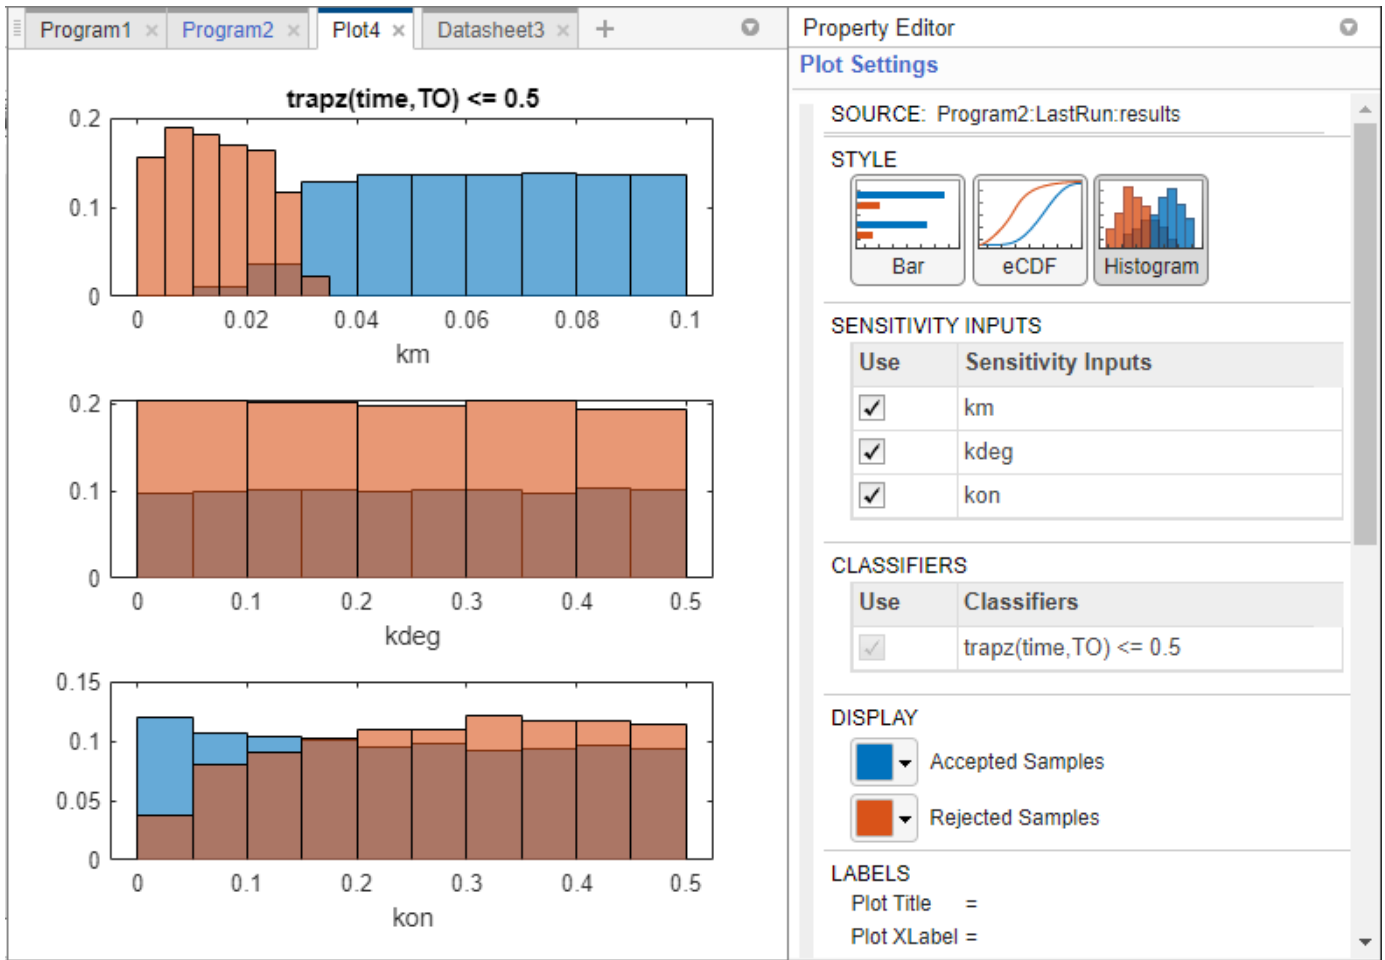 Program1 × Program2 × Plot4 × Datasheet3 × +
trapz(time,TO) <= 0.5
0.2
0.1
0
0 0.02 0.04 0.06 0.08 0.1
km
0.2
0.1
0
0 0.1 0.2 0.3 0.4 0.5
kdeg
0.15
0.1
0.05
0
0 0.1 0.2 0.3 0.4 0.5
kon
Property Editor
Plot Settings
SOURCE: Program2:LastRun:results
STYLE
Bar eCDF Histogram
SENSITIVITY INPUTS
Use Sensitivity Inputs
km
kdeg
kon
CLASSIFIERS
Use Classifiers
trapz(time,TO) <= 0.5
DISPLAY
Accepted Samples
Rejected Samples
LABELS
Plot Title =
Plot XLabel =